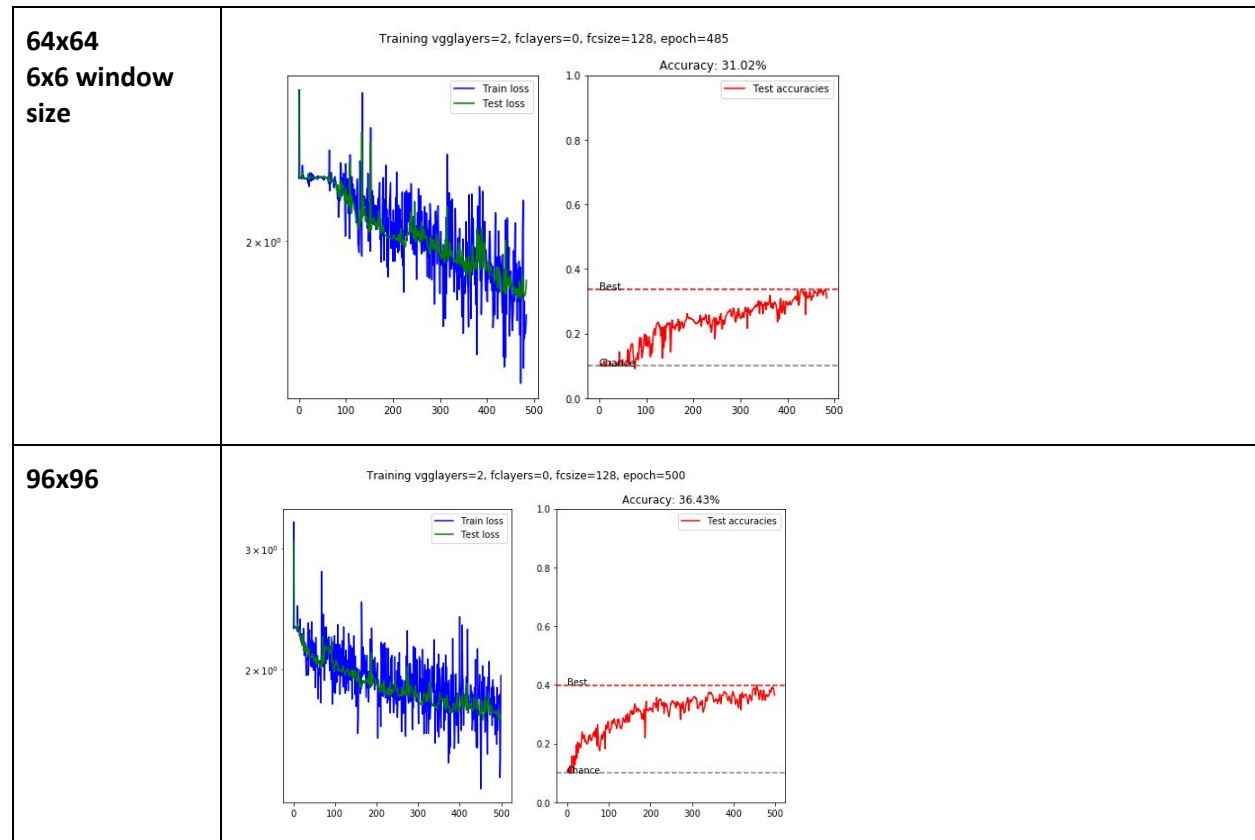 64x64
6x6 window
size
Training vgglayers=2, fclayers=0, fcsize=128, epoch=485
Train loss
Test loss
2 × 10⁰
0 100 200 300 400 500
Accuracy: 31.02%
Test accuracies
1.0
0.8
0.6
0.4
Best
0.2
Chance
0.0
0 100 200 300 400 500
96x96
Training vgglayers=2, fclayers=0, fcsize=128, epoch=500
Train loss
Test loss
3 × 10⁰
2 × 10⁰
0 100 200 300 400 500
Accuracy: 36.43%
Test accuracies
1.0
0.8
0.6
0.4
Best
0.2
Chance
0.0
0 100 200 300 400 500